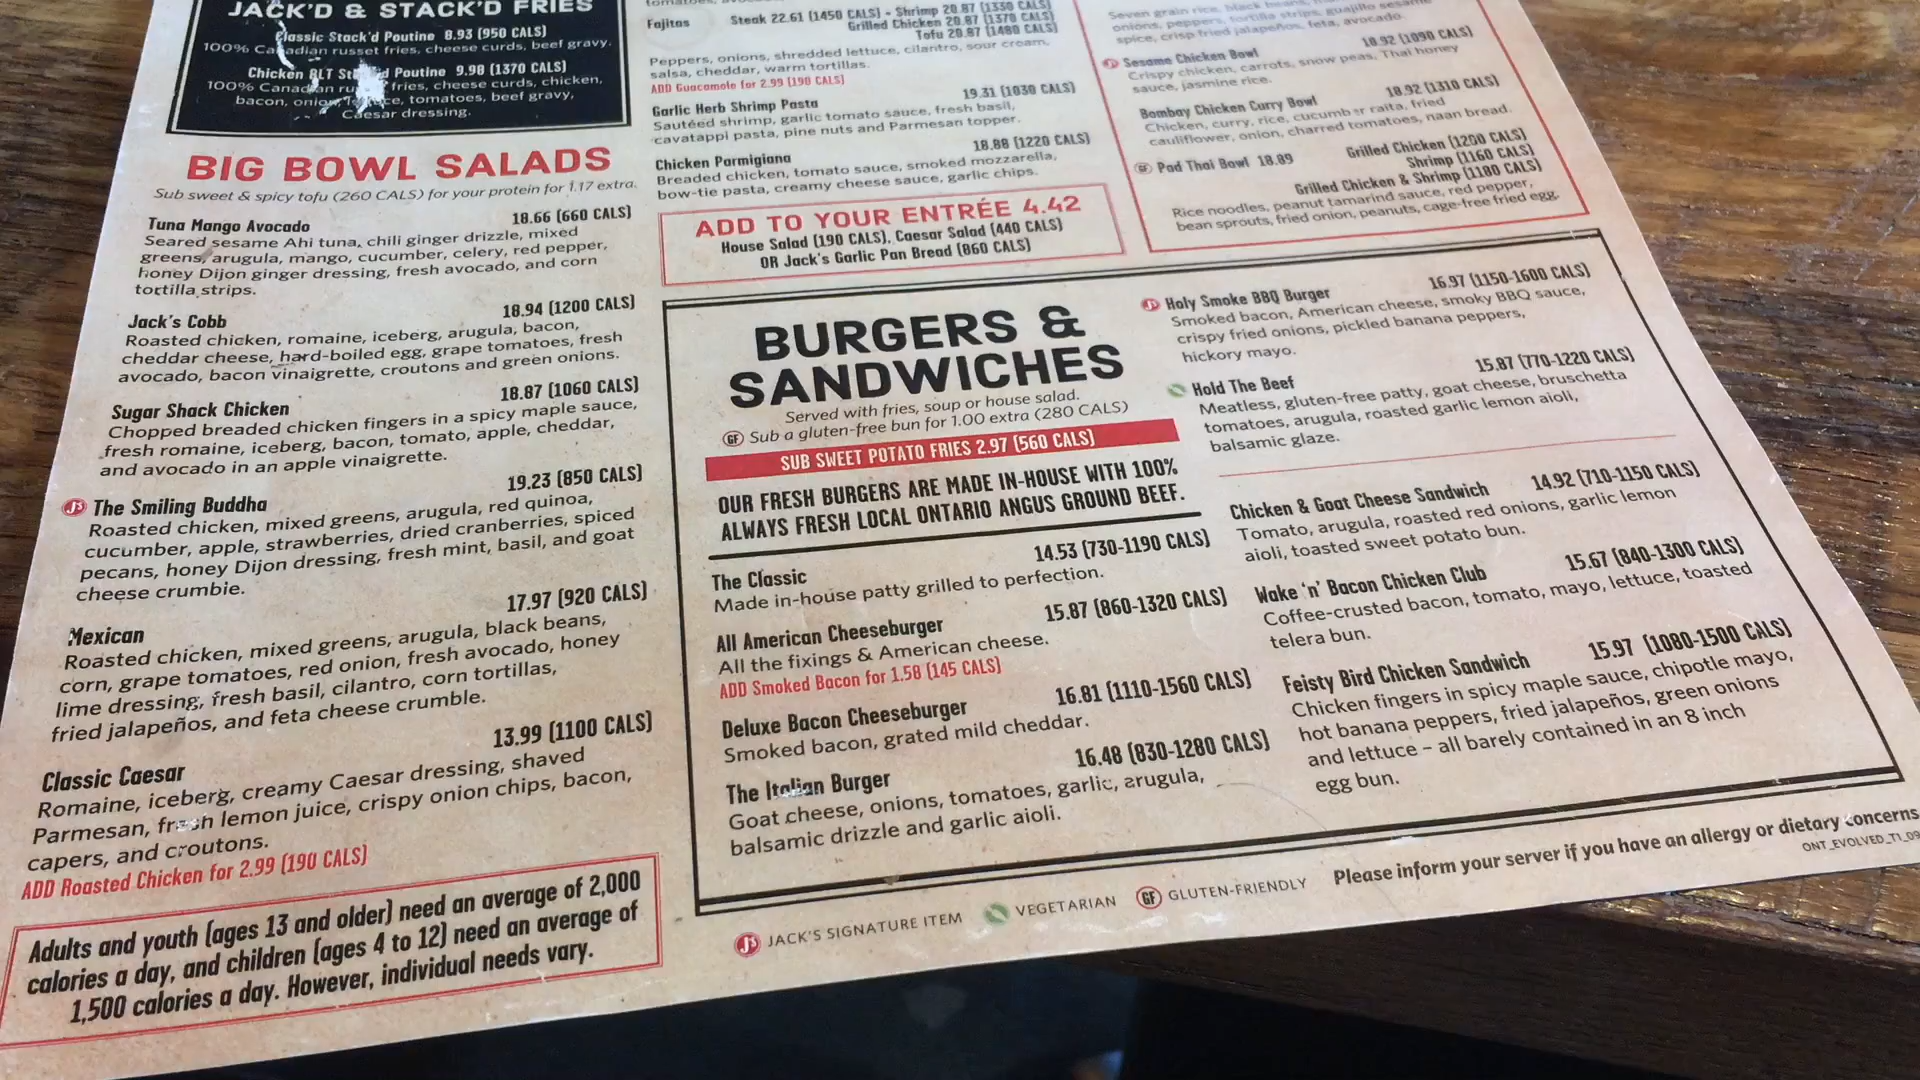 JACK'D & STACK'D FRIES
Classic Stack'd Poutine 8.93 (950 CALS)
100% Canadian russet fries, cheese curds, beef gravy.
Chicken BLT Poutine 9.98 (1370 CALS)
100% Canadian fries, cheese curds, chicken,
bacon, onion, tomatoes, beef gravy,
Caesar dressing.
BIG BOWL SALADS
Sub sweet & spicy tofu (260 CALS) for your protein for 1.17 extra.
Tuna Mango Avocado 18.66 (660 CALS)
Seared sesame Ahi tuna, chili ginger drizzle, mixed
greens, arugula, mango, cucumber, celery, red pepper,
honey Dijon ginger dressing, fresh avocado, and corn
tortilla strips.
Jack's Cobb 18.94 (1200 CALS)
Roasted chicken, romaine, iceberg, arugula, bacon,
cheddar cheese, hard-boiled egg, grape tomatoes, fresh
avocado, bacon vinaigrette, croutons and green onions.
Sugar Shack Chicken 18.87 (1060 CALS)
Chopped breaded chicken fingers in a spicy maple sauce,
fresh romaine, iceberg, bacon, tomato, apple, cheddar,
and avocado in an apple vinaigrette.
The Smiling Buddha 19.23 (850 CALS)
Roasted chicken, mixed greens, arugula, red quinoa,
cucumber, apple, strawberries, dried cranberries, spiced
pecans, honey Dijon dressing, fresh mint, basil, and goat
cheese crumble.
Mexican 17.97 (920 CALS)
Roasted chicken, mixed greens, arugula, black beans,
corn, grape tomatoes, red onion, fresh avocado, honey
lime dressing, fresh basil, cilantro, corn tortillas,
fried jalapeños, and feta cheese crumble.
Classic Caesar 13.99 (1100 CALS)
Romaine, iceberg, creamy Caesar dressing, shaved
Parmesan, fresh lemon juice, crispy onion chips, bacon,
capers, and croutons.
ADD Roasted Chicken for 2.99 (190 CALS)
Adults and youth (ages 13 and older) need an average of 2,000
calories a day, and children (ages 4 to 12) need an average of
1,500 calories a day. However, individual needs vary.
Fajitas Steak 22.61 (1450 CALS) - Shrimp 20.87 (1330 CALS)
Grilled Chicken 20.87 (1370 CALS)
Tofu 20.87 (1480 CALS)
Peppers, onions, shredded lettuce, cilantro, sour cream,
salsa, cheddar, warm tortillas.
ADD Guacamole for 2.99 (190 CALS)
Garlic Herb Shrimp Pasta 19.31 (1030 CALS)
Sautéed shrimp, garlic tomato sauce, fresh basil,
cavatappi pasta, pine nuts and Parmesan topper.
Chicken Parmigiana 18.88 (1220 CALS)
Breaded chicken, tomato sauce, smoked mozzarella,
bow-tie pasta, creamy cheese sauce, garlic chips.
ADD TO YOUR ENTRÉE 4.42
House Salad (190 CALS), Caesar Salad (440 CALS)
OR Jack's Garlic Pan Bread (860 CALS)
Seven grain rice, black beans,
onions, peppers, tortilla strips, guajillo sesame
spice, crisp fried jalapeños, feta, avocado.
Sesame Chicken Bowl 18.92 (1090 CALS)
Crispy chicken, carrots, snow peas, Thai honey
sauce, jasmine rice.
Bombay Chicken Curry Bowl 18.92 (1310 CALS)
Chicken, curry, rice, cucumber raita, fried
cauliflower, onion, charred tomatoes, naan bread.
GF Pad Thai Bowl 18.89 Grilled Chicken (1200 CALS)
Shrimp (1160 CALS)
Grilled Chicken & Shrimp (1180 CALS)
Rice noodles, peanut tamarind sauce, red pepper,
bean sprouts, fried onion, peanuts, cage-free fried egg.
BURGERS &
SANDWICHES
Served with fries, soup or house salad.
GF Sub a gluten-free bun for 1.00 extra (280 CALS)
SUB SWEET POTATO FRIES 2.97 (560 CALS)
OUR FRESH BURGERS ARE MADE IN-HOUSE WITH 100%
ALWAYS FRESH LOCAL ONTARIO ANGUS GROUND BEEF.
The Classic 14.53 (730-1190 CALS)
Made in-house patty grilled to perfection.
All American Cheeseburger 15.87 (860-1320 CALS)
All the fixings & American cheese.
ADD Smoked Bacon for 1.58 (145 CALS)
Deluxe Bacon Cheeseburger 16.81 (1110-1560 CALS)
Smoked bacon, grated mild cheddar.
The Italian Burger 16.48 (830-1280 CALS)
Goat cheese, onions, tomatoes, garlic, arugula,
balsamic drizzle and garlic aioli.
Holy Smoke BBQ Burger 16.97 (1150-1600 CALS)
Smoked bacon, American cheese, smoky BBQ sauce,
crispy fried onions, pickled banana peppers,
hickory mayo.
Hold The Beef 15.87 (770-1220 CALS)
Meatless, gluten-free patty, goat cheese, bruschetta
tomatoes, arugula, roasted garlic lemon aioli,
balsamic glaze.
Chicken & Goat Cheese Sandwich 14.92 (710-1150 CALS)
Tomato, arugula, roasted red onions, garlic lemon
aioli, toasted sweet potato bun.
Wake 'n' Bacon Chicken Club 15.67 (840-1300 CALS)
Coffee-crusted bacon, tomato, mayo, lettuce, toasted
telera bun.
Feisty Bird Chicken Sandwich 15.97 (1080-1500 CALS)
Chicken fingers in spicy maple sauce, chipotle mayo,
hot banana peppers, fried jalapeños, green onions
and lettuce – all barely contained in an 8 inch
egg bun.
J's JACK'S SIGNATURE ITEM VEGETARIAN GF GLUTEN-FRIENDLY Please inform your server if you have an allergy or dietary concerns
ONT_EVOLVED_T1_09